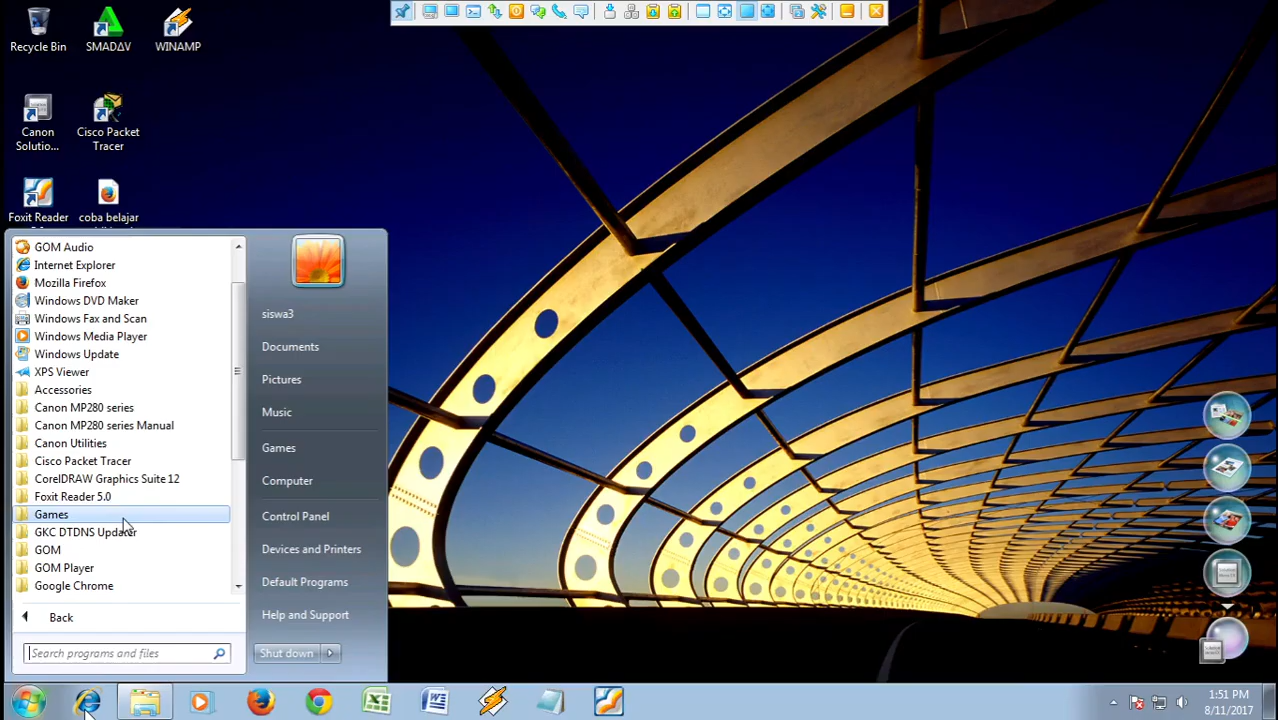 Recycle Bin
SMADΔV
WINAMP
Canon
Solutio...
Cisco Packet
Tracer
Foxit Reader
coba belajar
GOM Audio
Internet Explorer
Mozilla Firefox
Windows DVD Maker
Windows Fax and Scan
Windows Media Player
Windows Update
XPS Viewer
Accessories
Canon MP280 series
Canon MP280 series Manual
Canon Utilities
Cisco Packet Tracer
CorelDRAW Graphics Suite 12
Foxit Reader 5.0
Games
GKC DTDNS Updater
GOM
GOM Player
Google Chrome
Back
Search programs and files
siswa3
Documents
Pictures
Music
Games
Computer
Control Panel
Devices and Printers
Default Programs
Help and Support
Shut down
1:51 PM
8/11/2017